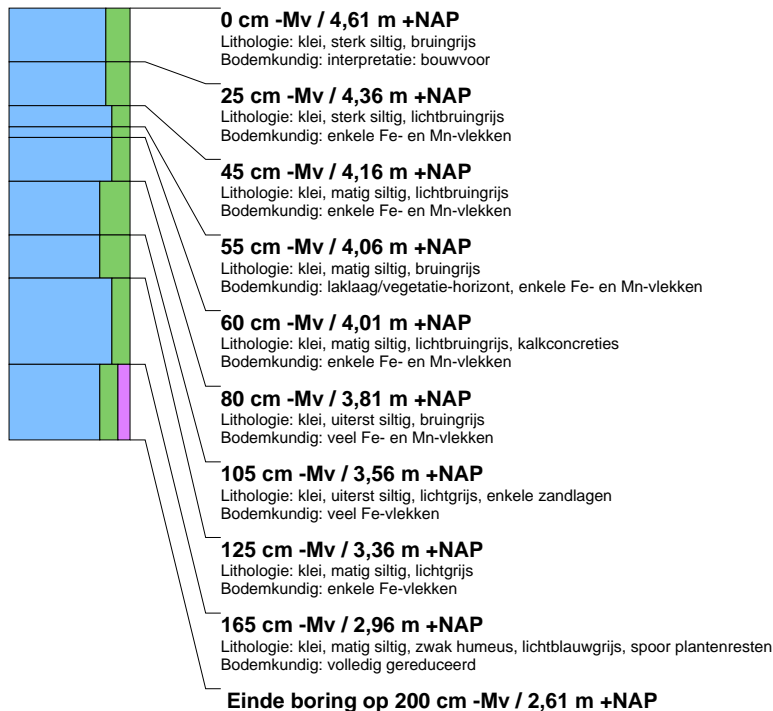 0 cm -Mv / 4,61 m +NAP
Lithologie: klei, sterk siltig, bruingrijs
Bodemkundig: interpretatie: bouwvoor
25 cm -Mv / 4,36 m +NAP
Lithologie: klei, sterk siltig, lichtbruingrijs
Bodemkundig: enkele Fe- en Mn-vlekken
45 cm -Mv / 4,16 m +NAP
Lithologie: klei, matig siltig, lichtbruingrijs
Bodemkundig: enkele Fe- en Mn-vlekken
55 cm -Mv / 4,06 m +NAP
Lithologie: klei, matig siltig, bruingrijs
Bodemkundig: laklaag/vegetatie-horizont, enkele Fe- en Mn-vlekken
60 cm -Mv / 4,01 m +NAP
Lithologie: klei, matig siltig, lichtbruingrijs, kalkconcreties
Bodemkundig: enkele Fe- en Mn-vlekken
80 cm -Mv / 3,81 m +NAP
Lithologie: klei, uiterst siltig, bruingrijs
Bodemkundig: veel Fe- en Mn-vlekken
105 cm -Mv / 3,56 m +NAP
Lithologie: klei, uiterst siltig, lichtgrijs, enkele zandlagen
Bodemkundig: veel Fe-vlekken
125 cm -Mv / 3,36 m +NAP
Lithologie: klei, matig siltig, lichtgrijs
Bodemkundig: enkele Fe-vlekken
165 cm -Mv / 2,96 m +NAP
Lithologie: klei, matig siltig, zwak humeus, lichtblauwgrijs, spoor plantenresten
Bodemkundig: volledig gereduceerd
Einde boring op 200 cm -Mv / 2,61 m +NAP